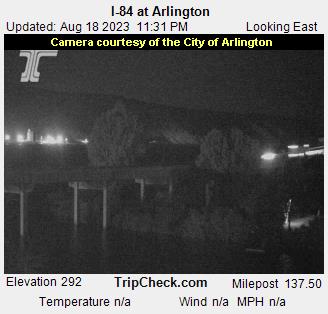 I-84 at Arlington
Updated: Aug 18 2023 11:31 PM Looking East
Camera courtesy of the City of Arlington
Elevation 292 TripCheck.com Milepost 137.50
Temperature n/a Wind n/a MPH n/a